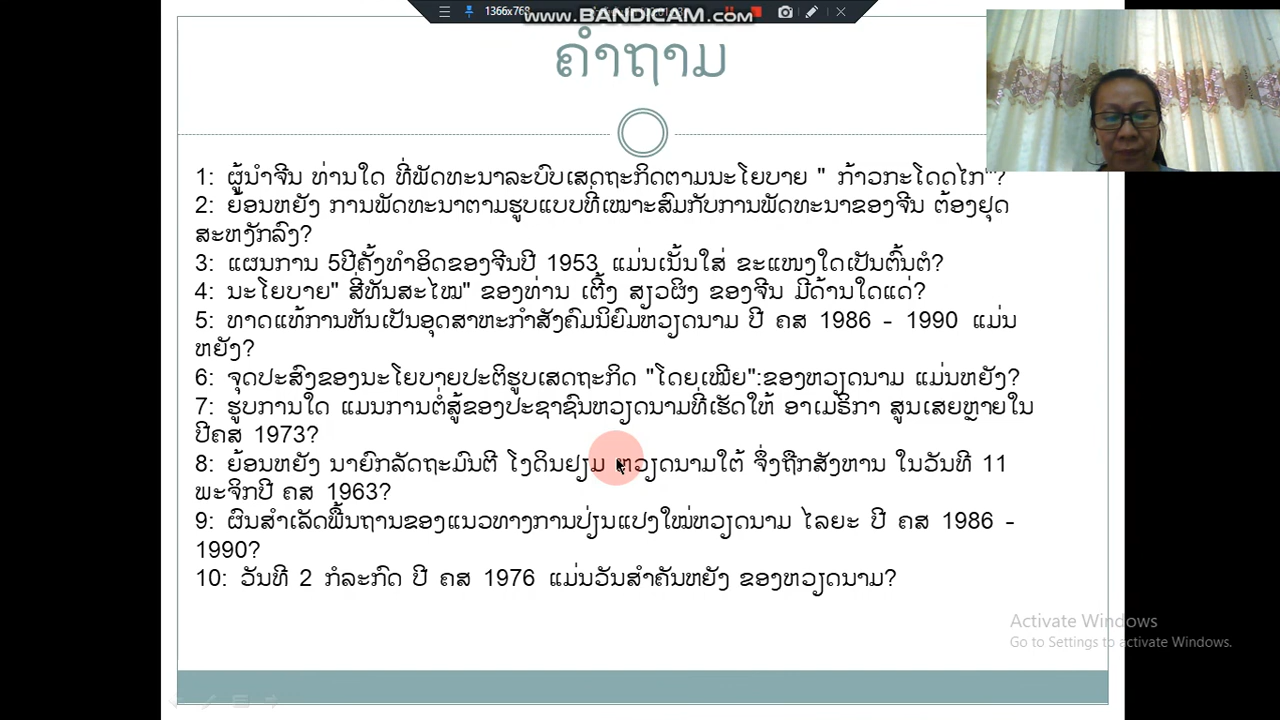 1366x768
www.BANDICAM.com
ຄຳຖາມ
1: ຜູ້ນຳຈີນ ທ່ານໃດ ທີ່ພັດທະນາລະບົບເສດຖະກິດຕາມນະໂຍບາຍ " ກ້າວກະໂດດໄກ"?
2: ຍ້ອນຫຍັງ ການພັດທະນາຕາມຮູບແບບທີ່ເໝາະສົມກັບການພັດທະນາຂອງຈີນ ຕ້ອງຢຸດ
ສະຫງັກລົງ?
3: ແຜນການ 5ປີຄັ້ງທຳອິດຂອງຈີນປີ 1953 ແມ່ນເນັ້ນໃສ່ ຂະແໜງໃດເປັນຕົ້ນຕໍ?
4: ນະໂຍບາຍ" ສີ່ທັນສະໄໝ" ຂອງທ່ານ ເຕີ້ງ ສຽວຜິງ ຂອງຈີນ ມີດ້ານໃດແດ່?
5: ທາດແທ້ການຫັນເປັນອຸດສາຫະກຳສັງຄົມນິຍົມຫວຽດນາມ ປີ ຄສ 1986 - 1990 ແມ່ນ
ຫຍັງ?
6: ຈຸດປະສົງຂອງນະໂຍບາຍປະຕິຮູບເສດຖະກິດ "ໂດຍເໝີຍ":ຂອງຫວຽດນາມ ແມ່ນຫຍັງ?
7: ຮູບການໃດ ແມນການຕໍ່ສູ້ຂອງປະຊາຊົນຫວຽດນາມທີ່ເຮັດໃຫ້ ອາເມຣິກາ ສູນເສຍຫຼາຍໃນ
ປີຄສ 1973?
8: ຍ້ອນຫຍັງ ນາຍົກລັດຖະມົນຕີ ໂງດິນຢຽມ ຫວຽດນາມໃຕ້ ຈຶ່ງຖືກສັງຫານ ໃນວັນທີ 11
ພະຈິກປີ ຄສ 1963?
9: ຜົນສຳເລັດພື້ນຖານຂອງແນວທາງການປ່ຽນແປງໃໝ່ຫວຽດນາມ ໄລຍະ ປີ ຄສ 1986 -
1990?
10: ວັນທີ 2 ກໍລະກົດ ປີ ຄສ 1976 ແມ່ນວັນສຳຄັນຫຍັງ ຂອງຫວຽດນາມ?
Activate Windows
Go to Settings to activate Windows.